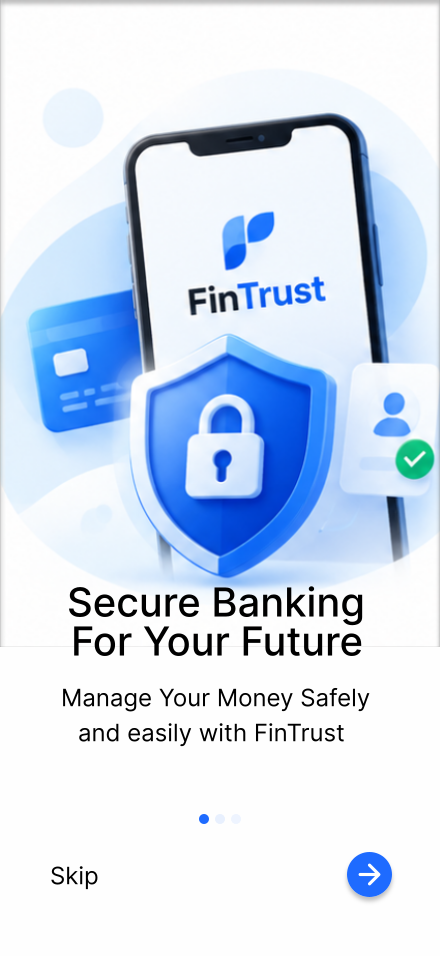 FinTrust
Secure Banking
For Your Future
Manage Your Money Safely
and easily with FinTrust
Skip